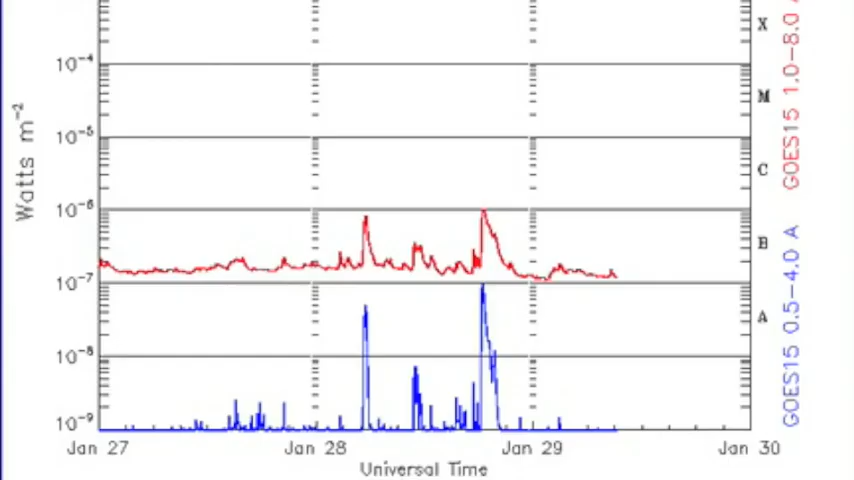 X
10⁻⁴
M
10⁻⁵
C
10⁻⁶
B
10⁻⁷
A
10⁻⁸
10⁻⁹
Jan 27 Jan 28 Jan 29 Jan 30
Universal Time
Watts m⁻²
GOES15 1.0-8.0
GOES15 0.5-4.0 A